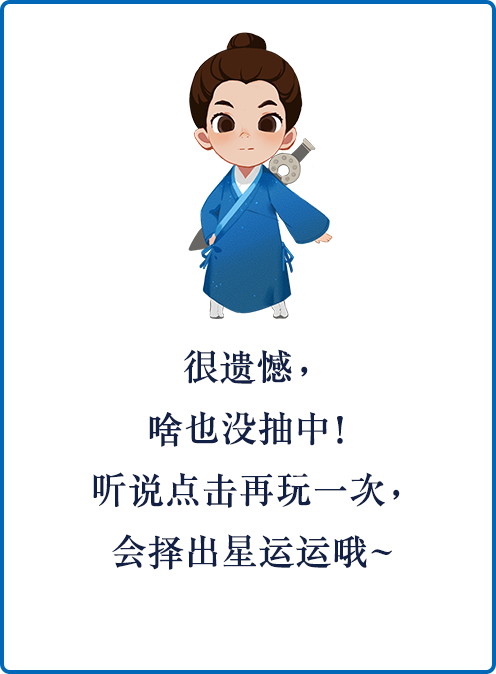 很遗憾，
啥也没抽中！
听说点击再玩一次，
会择出星运运哦~